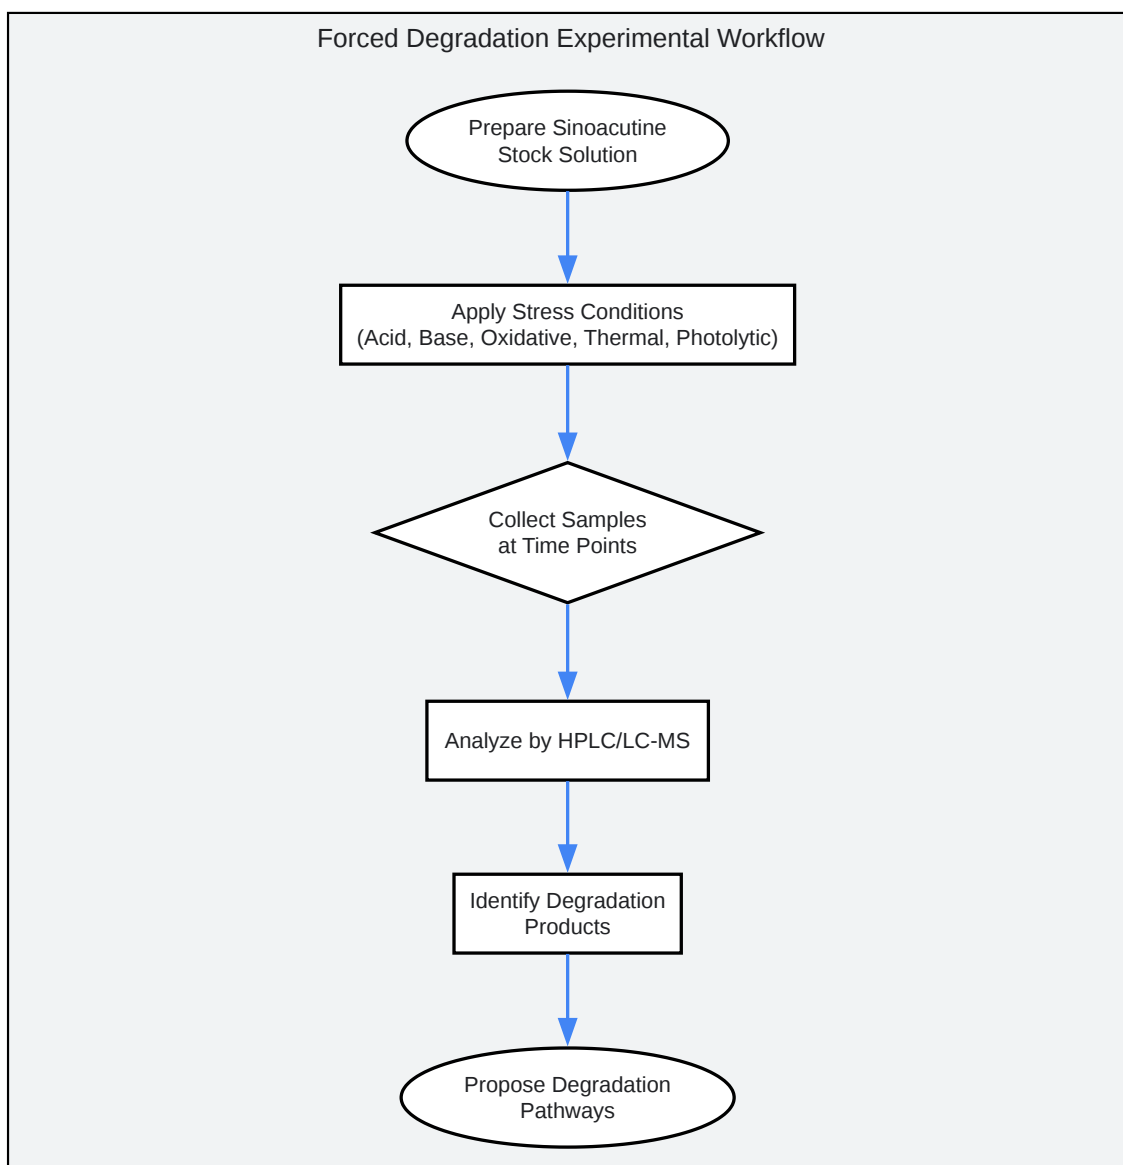 Forced Degradation Experimental Workflow
Prepare Sinoacutine
Stock Solution
Apply Stress Conditions
(Acid, Base, Oxidative, Thermal, Photolytic)
Collect Samples
at Time Points
Analyze by HPLC/LC-MS
Identify Degradation
Products
Propose Degradation
Pathways